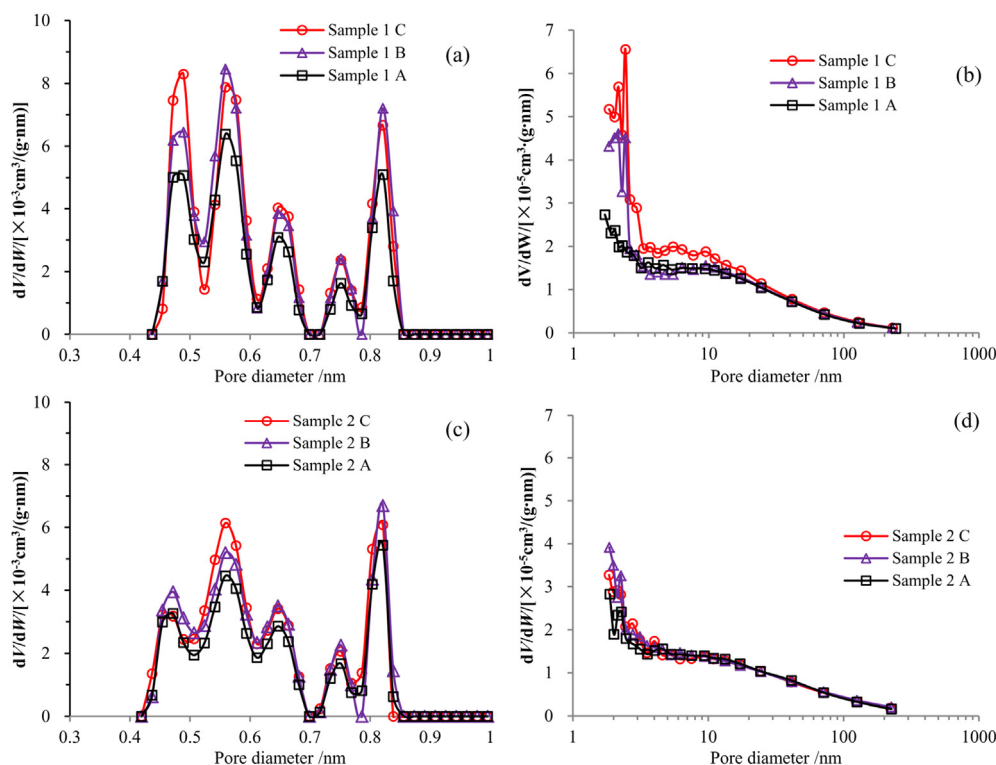 10
8
6
4
2
0
0.3 0.4 0.5 0.6 0.7 0.8 0.9 1
dV/dW/[×10⁻³cm³/(g·nm)]
Pore diameter /nm
Sample 1 C
Sample 1 B
Sample 1 A
(a)
7
6
5
4
3
2
1
0
1 10 100 1000
dV/dW/[×10⁻⁵cm³·(g·nm)]
Pore diameter /nm
Sample 1 C
Sample 1 B
Sample 1 A
(b)
10
8
6
4
2
0
0.3 0.4 0.5 0.6 0.7 0.8 0.9 1
dV/dW/[×10⁻³cm³/(g·nm)]
Pore diameter /nm
Sample 2 C
Sample 2 B
Sample 2 A
(c)
7
6
5
4
3
2
1
0
1 10 100 1000
dV/dW/[×10⁻⁵cm³/(g·nm)]
Pore diameter /nm
Sample 2 C
Sample 2 B
Sample 2 A
(d)